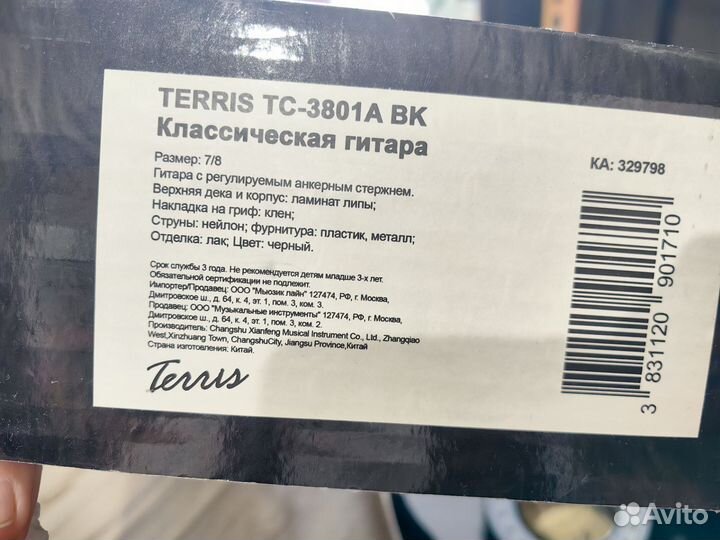 TERRIS TC-3801A BK
Классическая гитара
КА: 329798
Размер: 7/8
Гитара с регулируемым анкерным стержнем.
Верхняя дека и корпус: ламинат липы;
Накладка на гриф: клен;
Струны: нейлон; фурнитура: пластик, металл;
Отделка: лак; Цвет: черный.
Срок службы 3 года. Не рекомендуется детям младше 3-х лет.
Обязательной сертификации не подлежит.
Импортер/Продавец: ООО "Мьюзик лайн" 127474, РФ, г. Москва,
Дмитровское ш., д. 64, к. 4, эт. 1, пом. 3, ком. 3.
Продавец: ООО "Музыкальные инструменты" 127474, РФ, г. Москва,
Дмитровское ш., д. 64, к. 4, эт. 1, пом. 3, ком. 2.
Производитель: Changshu Xianfeng Musical Instrument Co., Ltd., Zhangqiao
West,Xinzhuang Town, ChangshuCity, Jiangsu Province,Китай
Страна изготовления: Китай.
Terris
3 831120 901710
Avito